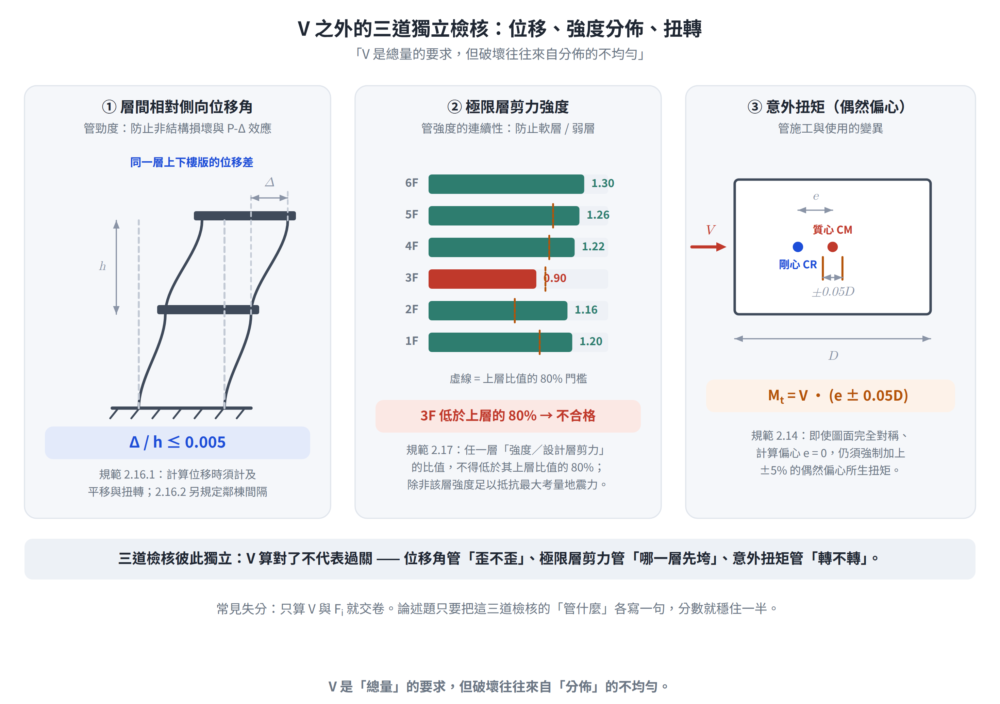 V 之外的三道獨立檢核：位移、強度分佈、扭轉
「V 是總量的要求，但破壞往往來自分佈的不均勻」
① 層間相對側向位移角
管勁度：防止非結構損壞與 P-Δ 效應
同一層上下樓版的位移差
Δ
h
Δ / h ≤ 0.005
規範 2.16.1：計算位移時須計及
平移與扭轉；2.16.2 另規定鄰棟間隔
② 極限層剪力強度
管強度的連續性：防止軟層 / 弱層
6F 1.30
5F 1.26
4F 1.22
3F 0.90
2F 1.16
1F 1.20
虛線 = 上層比值的 80% 門檻
3F 低於上層的 80% → 不合格
規範 2.17：任一層「強度／設計層剪力」
的比值，不得低於其上層比值的 80%；
除非該層強度足以抵抗最大考量地震力。
③ 意外扭矩（偶然偏心）
管施工與使用的變異
e
V
質心 CM
剛心 CR
±0.05D
D
Mt = V · (e ± 0.05D)
規範 2.14：即使圖面完全對稱、
計算偏心 e = 0，仍須強制加上
±5% 的偶然偏心所生扭矩。
三道檢核彼此獨立：V 算對了不代表過關 —— 位移角管「歪不歪」、極限層剪力管「哪一層先垮」、意外扭矩管「轉不轉」。
常見失分：只算 V 與 Fi 就交卷。論述題只要把這三道檢核的「管什麼」各寫一句，分數就穩住一半。
V 是「總量」的要求，但破壞往往來自「分佈」的不均勻。